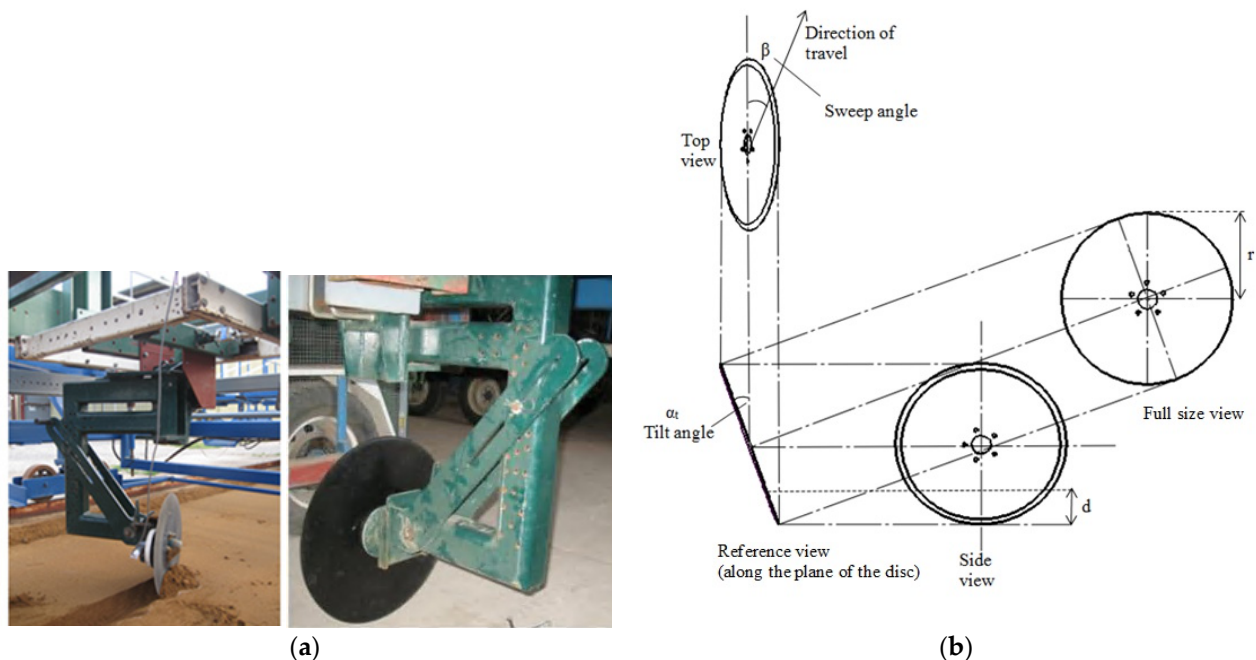 Direction of
travel
β
Sweep angle
Top
view
r
αt
Tilt angle
Full size view
d
Reference view
(along the plane of the disc)
Side
view
(a)
(b)